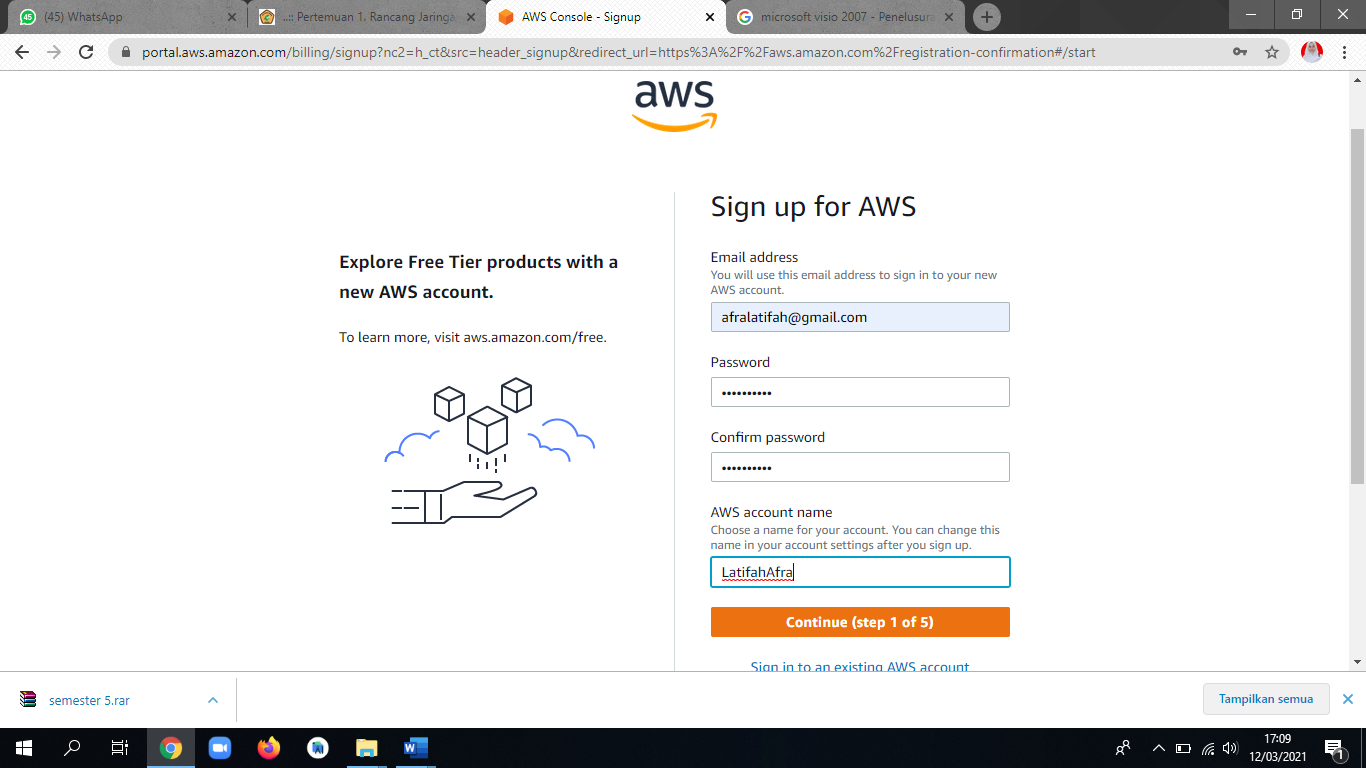 (45) WhatsApp
..:: Pertemuan 1. Rancang Jaringa
AWS Console - Signup
microsoft visio 2007 - Penelusura
portal.aws.amazon.com/billing/signup?nc2=h_ct&src=header_signup&redirect_url=https%3A%2F%2Faws.amazon.com%2Fregistration-confirmation#/start
aws
Explore Free Tier products with a
new AWS account.
To learn more, visit aws.amazon.com/free.
Sign up for AWS
Email address
You will use this email address to sign in to your new
AWS account.
afralatifah@gmail.com
Password
••••••••••
Confirm password
••••••••••
AWS account name
Choose a name for your account. You can change this
name in your account settings after you sign up.
LatifahAfra
Continue (step 1 of 5)
Sign in to an existing AWS account
semester 5.rar
Tampilkan semua
17:09
12/03/2021
1